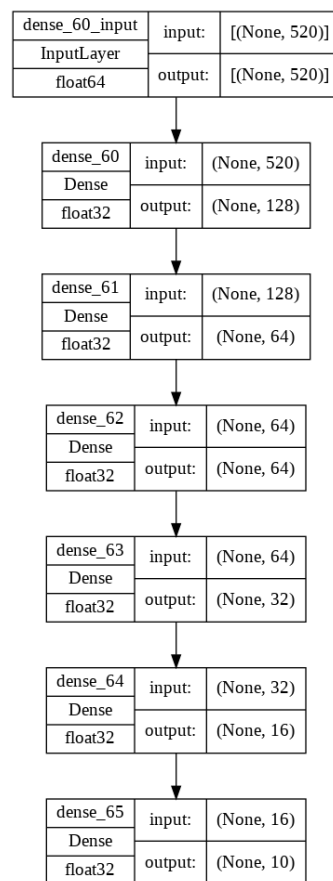 dense_60_input
InputLayer
float64
input: [(None, 520)]
output: [(None, 520)]
dense_60
Dense
float32
input: (None, 520)
output: (None, 128)
dense_61
Dense
float32
input: (None, 128)
output: (None, 64)
dense_62
Dense
float32
input: (None, 64)
output: (None, 64)
dense_63
Dense
float32
input: (None, 64)
output: (None, 32)
dense_64
Dense
float32
input: (None, 32)
output: (None, 16)
dense_65
Dense
float32
input: (None, 16)
output: (None, 10)